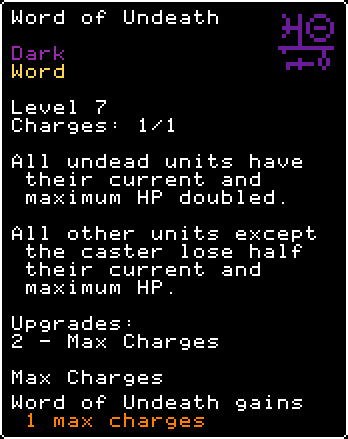 Word of Undeath
Dark
Word
Level 7
Charges: 1/1
All undead units have
their current and
maximum HP doubled.
All other units except
the caster lose half
their current and
maximum HP.
Upgrades:
2 - Max Charges
Max Charges
Word of Undeath gains
1 max charges